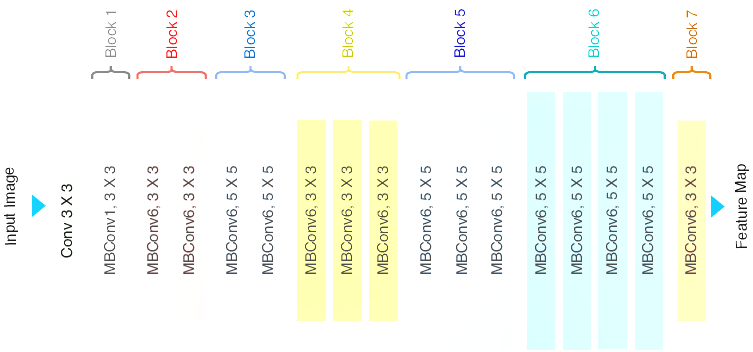 Block 1
Block 2
Block 3
Block 4
Block 5
Block 6
Block 7
Input Image
Conv 3 X 3
MBConv1, 3 X 3
MBConv6, 3 X 3
MBConv6, 3 X 3
MBConv6, 5 X 5
MBConv6, 5 X 5
MBConv6, 3 X 3
MBConv6, 3 X 3
MBConv6, 3 X 3
MBConv6, 5 X 5
MBConv6, 5 X 5
MBConv6, 5 X 5
MBConv6, 5 X 5
MBConv6, 5 X 5
MBConv6, 5 X 5
MBConv6, 5 X 5
MBConv6, 3 X 3
Feature Map